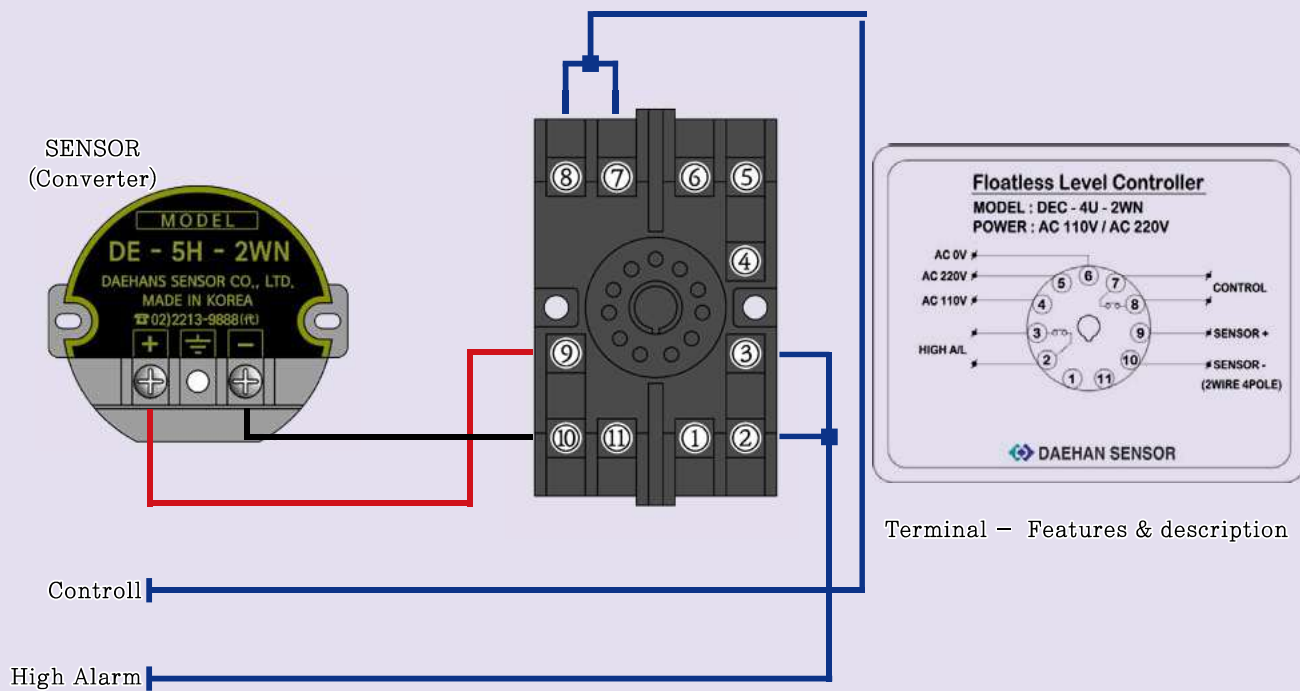 SENSOR
(Converter)
MODEL
DE - 5H - 2WN
DAEHANS SENSOR CO., LTD.
MADE IN KOREA
☎02)2213-9888(代)
+ −
⑧ ⑦ ⑥ ⑤
④
⑨ ③
⑩ ⑪ ① ②
Floatless Level Controller
MODEL : DEC - 4U - 2WN
POWER : AC 110V / AC 220V
AC 0V
AC 220V
AC 110V
HIGH A/L
5 6 7
4 8
3 9
2 10
1 11
CONTROL
SENSOR +
SENSOR -
(2WIRE 4POLE)
DAEHAN SENSOR
Terminal - Features & description
Controll
High Alarm